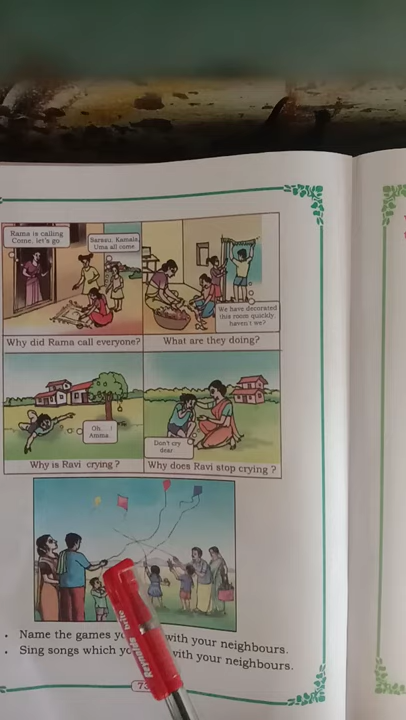 Rama is calling
Come, let's go
Sarasu, Kamala,
Uma all come.
We have decorated
this room quickly,
haven't we?
Why did Rama call everyone?
What are they doing?
Oh....!
Amma.
Don't cry
dear.
Why is Ravi crying ?
Why does Ravi stop crying ?
• Name the games with your neighbours.
• Sing songs which with your neighbours.
Reynolds brite